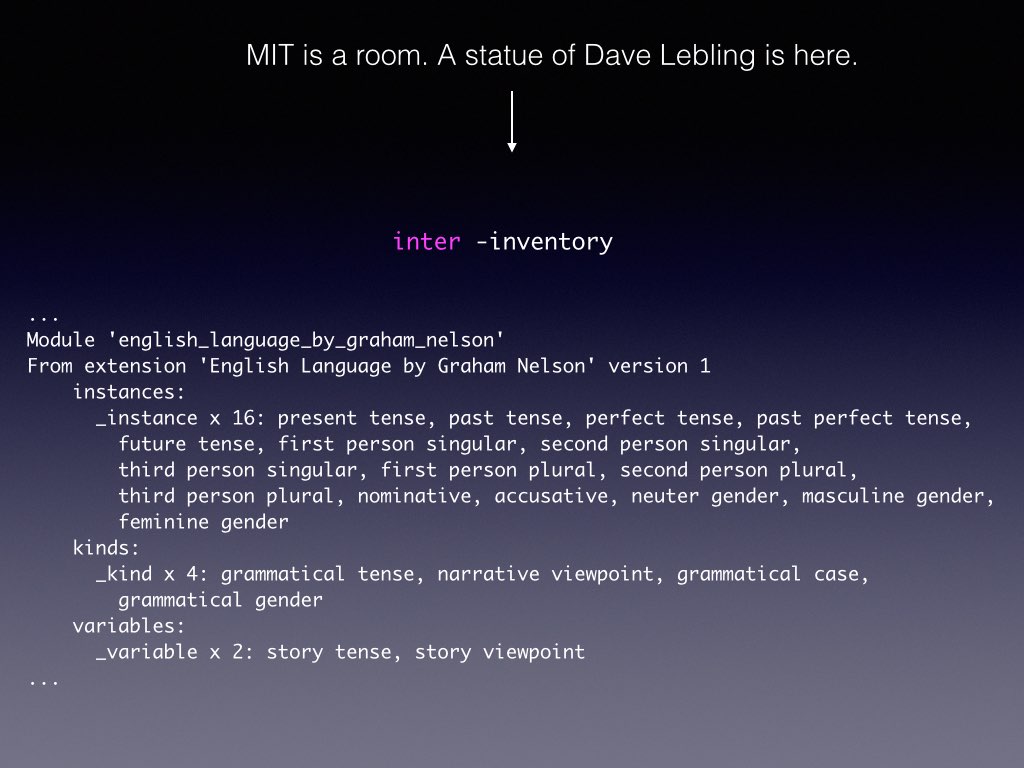 MIT is a room. A statue of Dave Lebling is here.
inter -inventory
...
Module 'english_language_by_graham_nelson'
From extension 'English Language by Graham Nelson' version 1
instances:
_instance x 16: present tense, past tense, perfect tense, past perfect tense,
future tense, first person singular, second person singular,
third person singular, first person plural, second person plural,
third person plural, nominative, accusative, neuter gender, masculine gender,
feminine gender
kinds:
_kind x 4: grammatical tense, narrative viewpoint, grammatical case,
grammatical gender
variables:
_variable x 2: story tense, story viewpoint
...